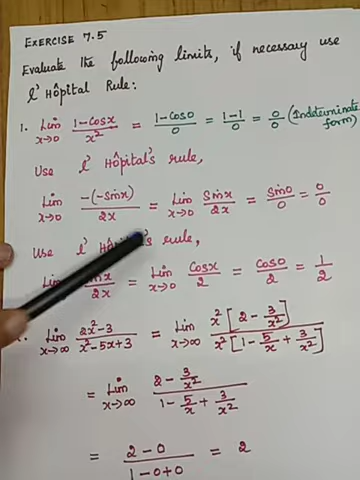 EXERCISE 7.5
Evaluate the following limits, if necessary use
l' Hôpital Rule:
1. Lim x→0 (1-cosx)/x² = (1-cos0)/0 = (1-1)/0 = 0/0 (Indeterminate form)
Use l' Hôpital's rule,
Lim x→0 -(-sinx)/2x = Lim x→0 sinx/2x = sin0/0 = 0/0
Use l' Hôpital's rule,
Lim sinx/2x = Lim x→0 cosx/2 = cos0/2 = 1/2
Lim x→∞ (2x²-3)/(x²-5x+3) = Lim x→∞ x²[2 - 3/x²]/x²[1 - 5/x + 3/x²]
= Lim x→∞ (2 - 3/x²)/(1 - 5/x + 3/x²)
= (2-0)/(1-0+0) = 2